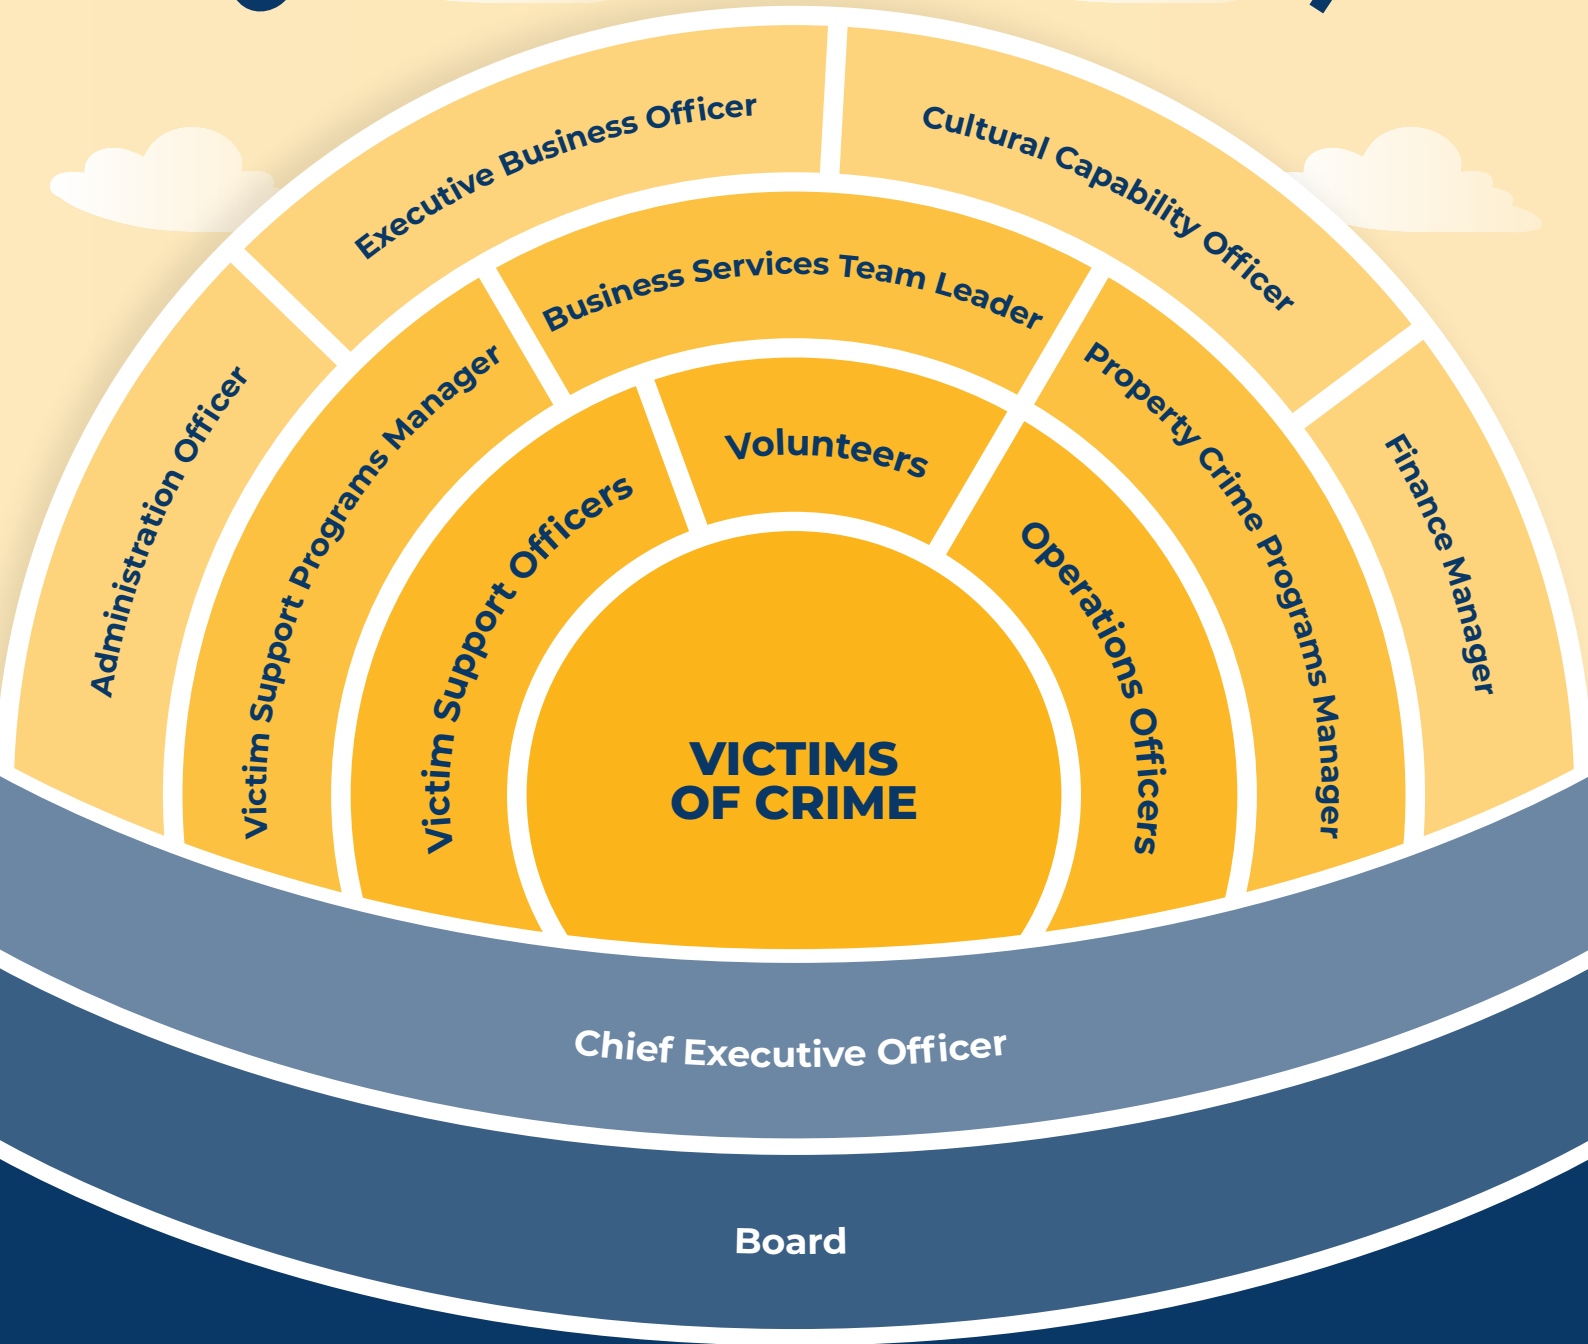 Executive Business Officer
Cultural Capability Officer
Administration Officer
Finance Manager
Business Services Team Leader
Victim Support Programs Manager
Property Crime Programs Manager
Volunteers
Victim Support Officers
Operations Officers
VICTIMS
OF CRIME
Chief Executive Officer
Board